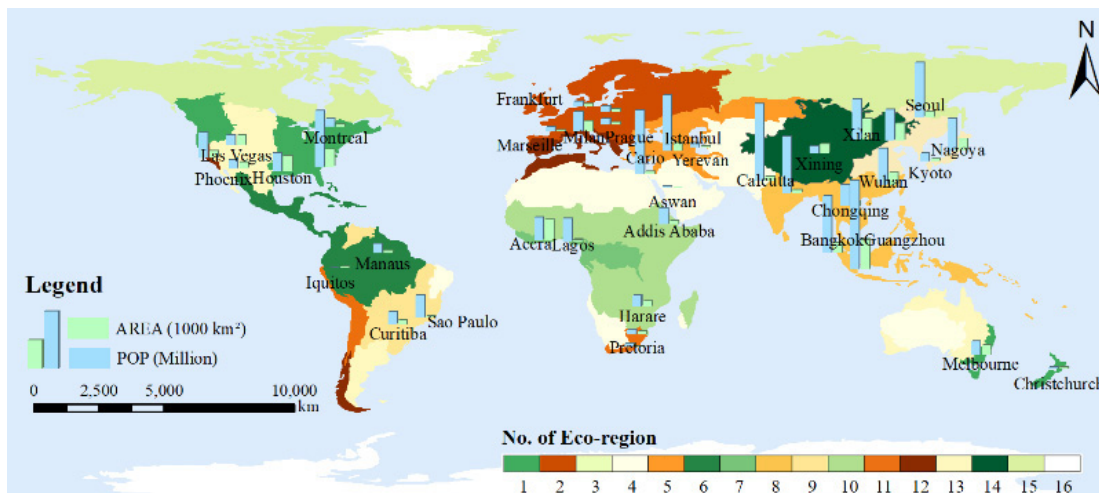 N
Frankfurt
Seoul
Montreal
Milan
Prague
Istanbul
Xilan
Las Vegas
Marseille
Cario
Yerevan
Xining
Nagoya
Phoenix
Houston
Calcutta
Wuhan
Kyoto
Aswan
Chongqing
Addis Ababa
Accra
Lagos
Bangkok
Guangzhou
Manaus
Iquitos
Legend
AREA (1000 km²)
Harare
Sao Paulo
Curitiba
POP (Million)
Pretoria
Melbourne
Christchurch
0 2,500 5,000 10,000
km
No. of Eco-region
1 2 3 4 5 6 7 8 9 10 11 12 13 14 15 16